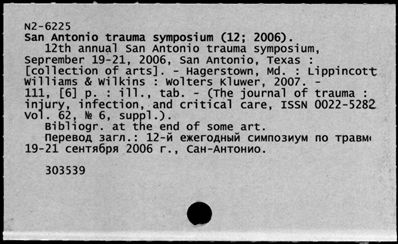 N2-6225
San Antonio trauma symposium (12; 2006).
12th annual San Antonio trauma symposium,
Seprember 19-21, 2006, San Antonio, Texas :
[collection of arts]. - Hagerstown, Md. : Lippincott
Williams & Wilkins : Wolters Kluwer, 2007. -
111, [6] p. : ill., tab. - (The journal of trauma :
injury, infection, and critical care, ISSN 0022-5282
Vol. 62, № 6, suppl.).
Bibliogr. at the end of some art.
Перевод загл.: 12-й ежегодный симпозиум по травме
19-21 сентября 2006 г., Сан-Антонио.
303539